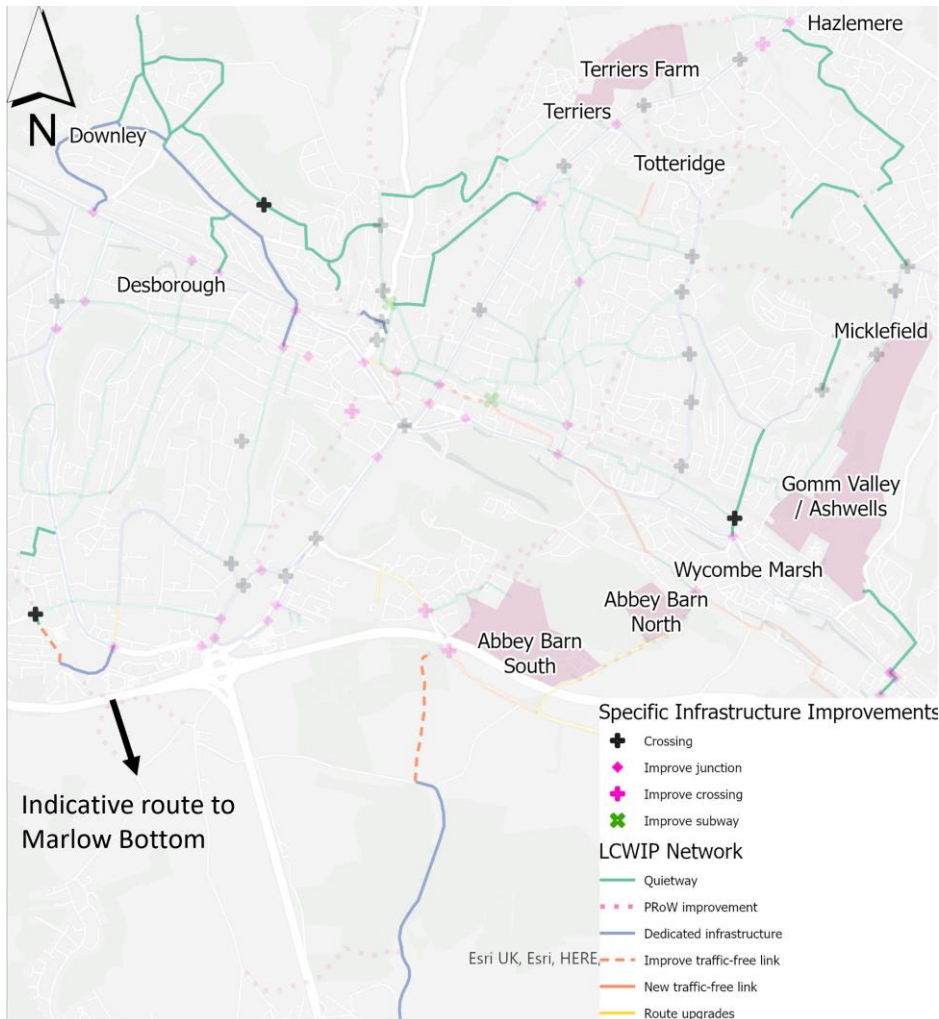 Hazlemere
Terriers Farm
Terriers
N
Downley
Totteridge
Desborough
Micklefield
Gomm Valley
/ Ashwells
Wycombe Marsh
Abbey Barn
North
Abbey Barn
South
Indicative route to
Marlow Bottom
Esri UK, Esri, HERE,
Specific Infrastructure Improvements
Crossing
Improve junction
Improve crossing
Improve subway
LCWIP Network
Quietway
PRoW improvement
Dedicated infrastructure
Improve traffic-free link
New traffic-free link
Route upgrades